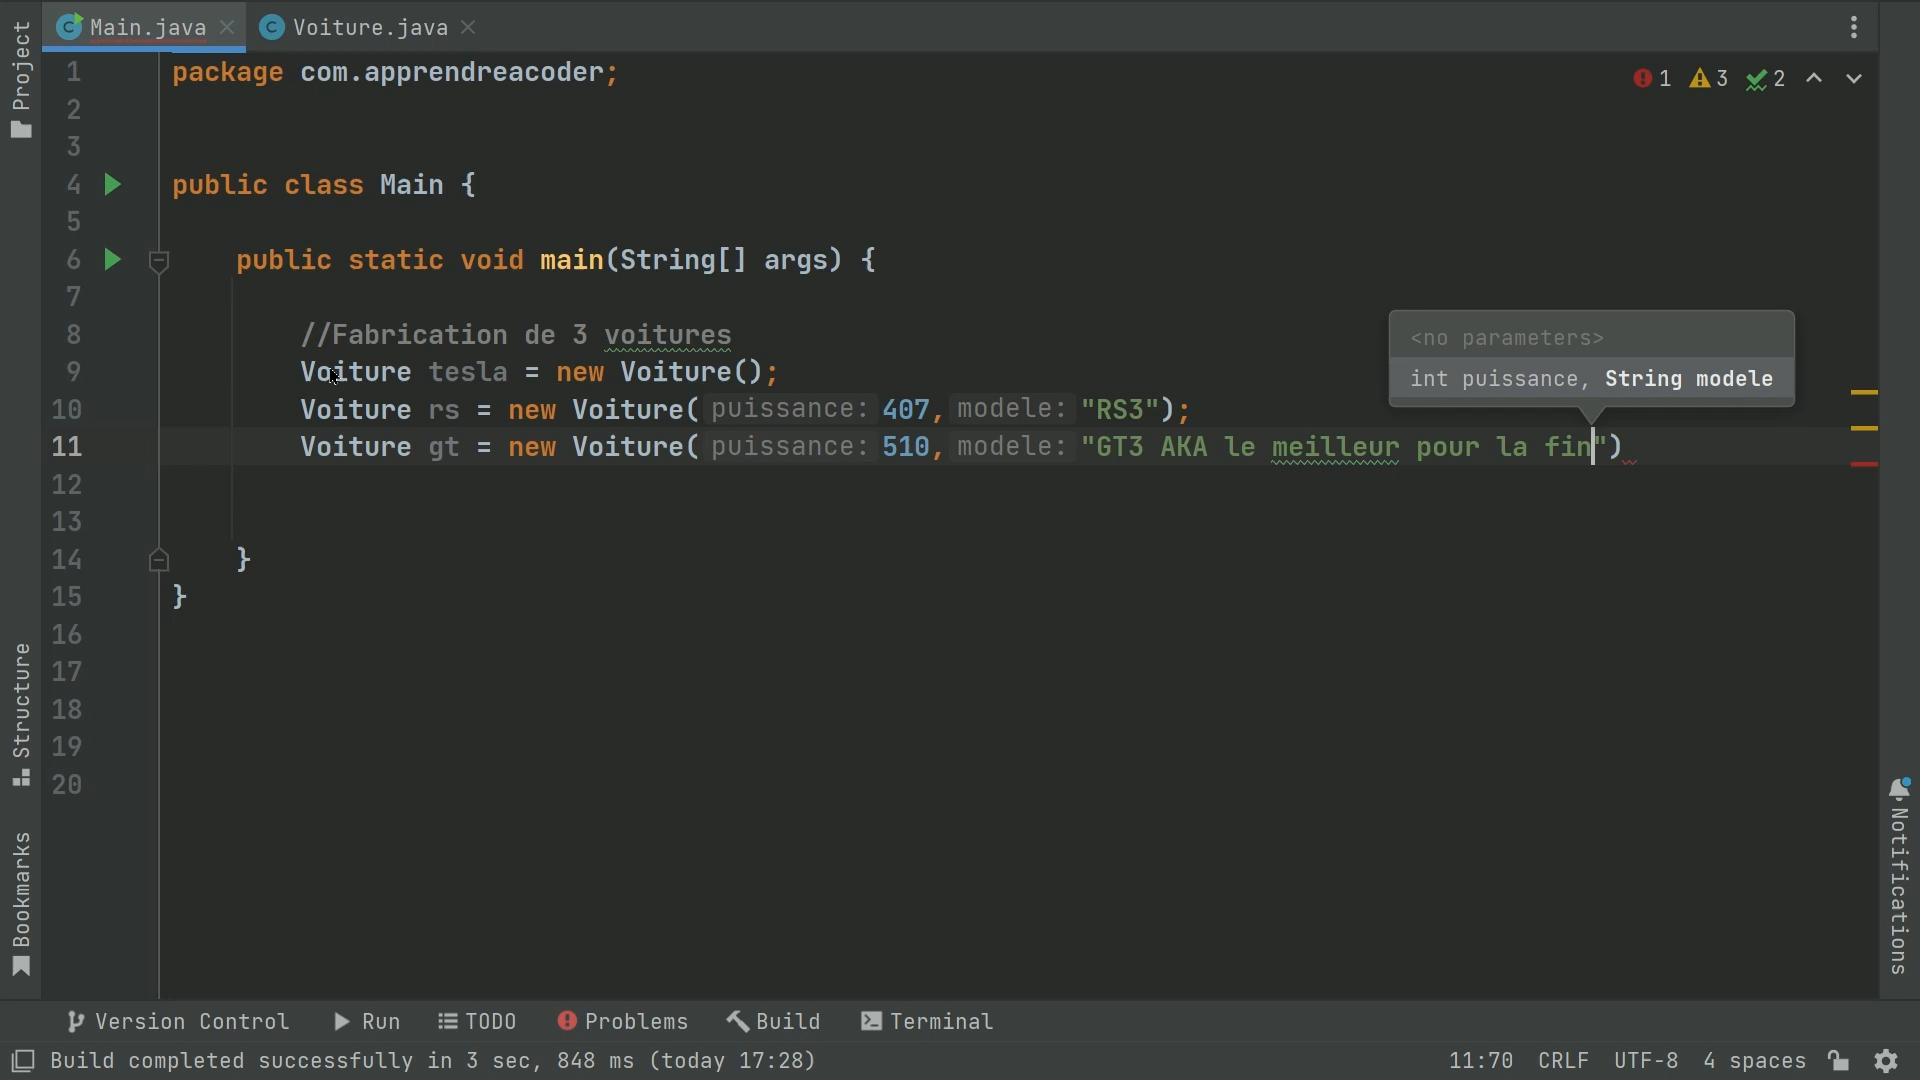 Main.java
Voiture.java
Project
1 package com.apprendreacoder;
1 3 2
2
3
4 public class Main {
5
6 public static void main(String[] args) {
7
8 //Fabrication de 3 voitures
<no parameters>
9 Voiture tesla = new Voiture();
int puissance, String modele
10 Voiture rs = new Voiture( puissance: 407, modele: "RS3");
11 Voiture gt = new Voiture( puissance: 510, modele: "GT3 AKA le meilleur pour la fin")
12
13
14 }
15 }
16
17
18
19
20
Structure
Bookmarks
Notifications
Version Control Run TODO Problems Build Terminal
Build completed successfully in 3 sec, 848 ms (today 17:28) 11:70 CRLF UTF-8 4 spaces